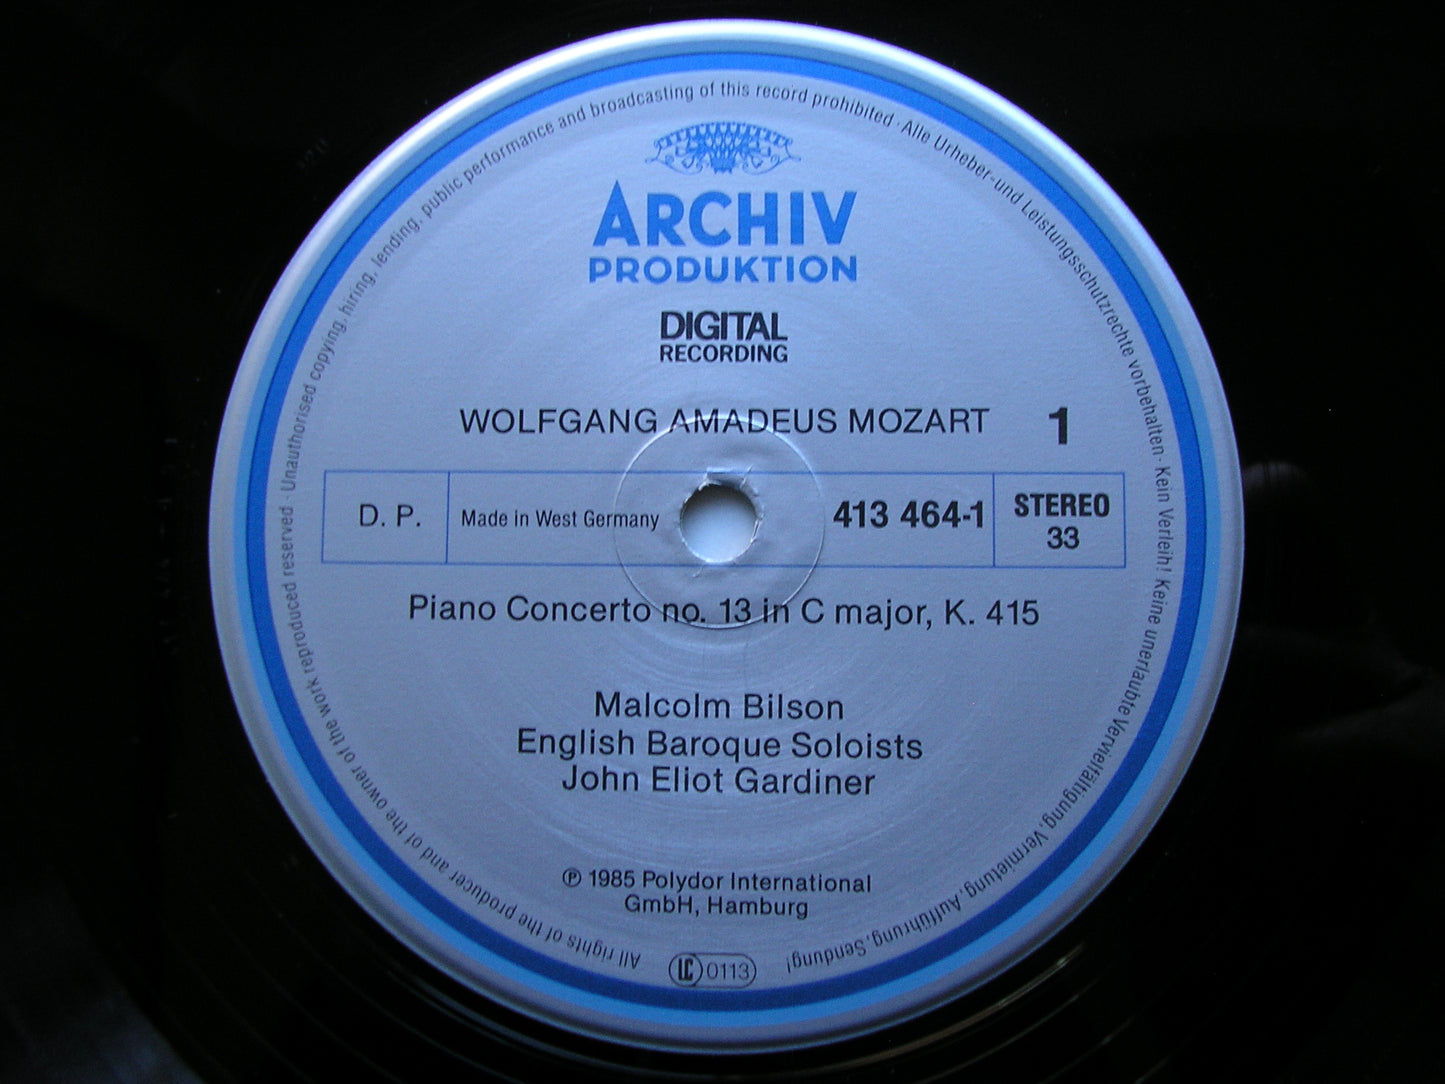 ARCHIV
PRODUKTION
DIGITAL
RECORDING
WOLFGANG AMADEUS MOZART 1
D. P. Made in West Germany 413 464-1 STEREO
33
Piano Concerto no. 13 in C major, K. 415
Malcolm Bilson
English Baroque Soloists
John Eliot Gardiner
℗ 1985 Polydor International
GmbH, Hamburg
LC 0113
All rights of the producer and of the owner of the work reproduced reserved · Unauthorised copying, hiring, lending, public performance and broadcasting of this record prohibited · Alle Urheber- und Leistungsschutzrechte vorbehalten · Kein Verleih! Keine unerlaubte Vervielfältigung, Vermietung, Aufführung, Sendung!